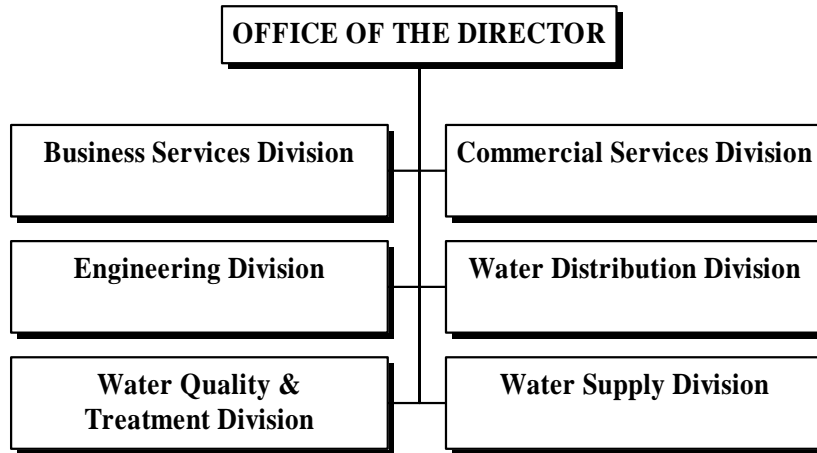 OFFICE OF THE DIRECTOR
Business Services Division
Commercial Services Division
Engineering Division
Water Distribution Division
Water Quality &
Treatment Division
Water Supply Division